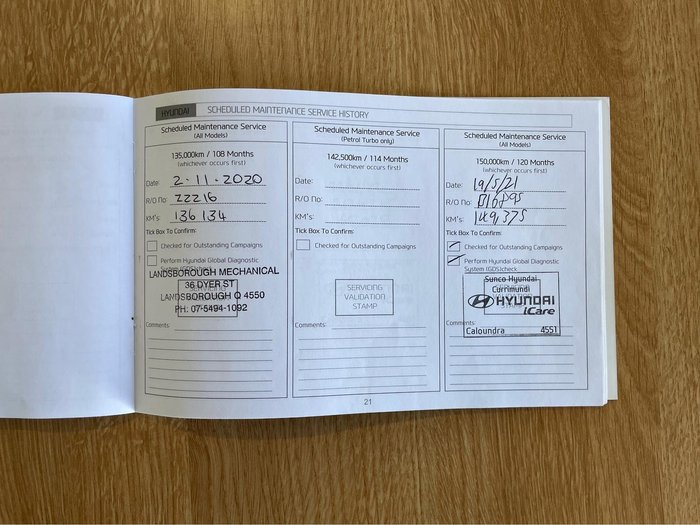 HYUNDAI SCHEDULED MAINTENANCE SERVICE HISTORY
Scheduled Maintenance Service
(All Models)
135,000km / 108 Months
(whichever occurs first)
Date: 2-11-2020
R/O No: 22216
KM's: 136 134
Tick Box To Confirm:
Checked for Outstanding Campaigns
Perform Hyundai Global Diagnostic
LANDSBOROUGH MECHANICAL
36 DYER ST
LANDSBOROUGH Q 4550
PH: 07-5494-1092
Comments:
Scheduled Maintenance Service
(Petrol Turbo only)
142,500km / 114 Months
(whichever occurs first)
Date:
R/O No:
KM's:
Tick Box To Confirm:
Checked for Outstanding Campaigns
SERVICING
VALIDATION
STAMP
Comments:
Scheduled Maintenance Service
(All Models)
150,000km / 120 Months
(whichever occurs first)
Date: 19/5/21
R/O No:
KM's: 149,375
Tick Box To Confirm:
Checked for Outstanding Campaigns
Perform Hyundai Global Diagnostic
System (GDS)check
Sunco Hyundai
Currimundi
HYUNDAI
iCare
Comments:
Caloundra 4551
21